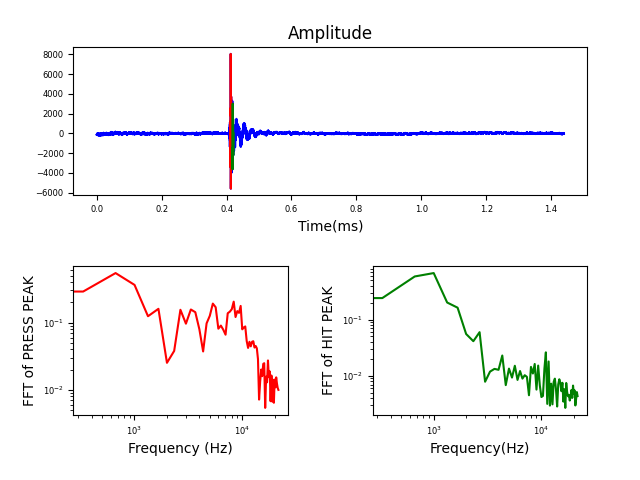 Amplitude
8000
6000
4000
2000
0
−2000
−4000
−6000
0.0 0.2 0.4 0.6 0.8 1.0 1.2 1.4
Time(ms)
FFT of PRESS PEAK
10⁻¹
10⁻²
10³ 10⁴
Frequency (Hz)
FFT of HIT PEAK
10⁻¹
10⁻²
10³ 10⁴
Frequency(Hz)